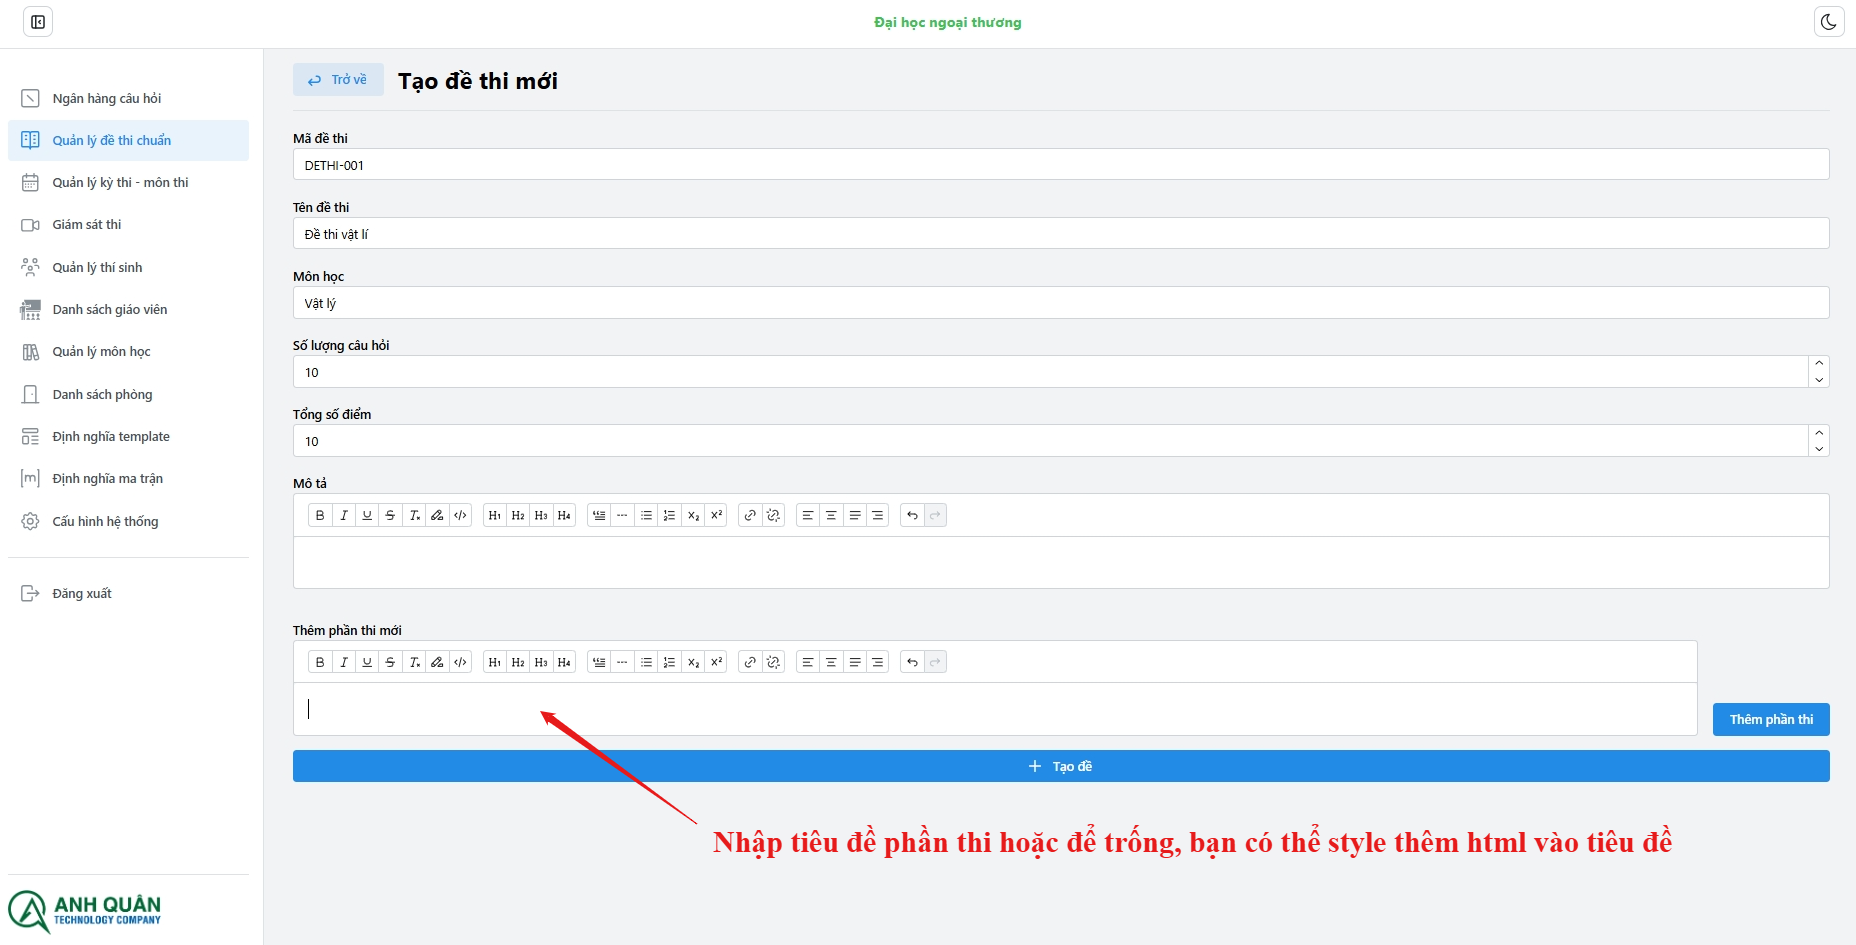 Đại học ngoại thương
Ngân hàng câu hỏi
Quản lý đề thi chuẩn
Quản lý kỳ thi - môn thi
Giám sát thi
Quản lý thí sinh
Danh sách giáo viên
Quản lý môn học
Danh sách phòng
Định nghĩa template
Định nghĩa ma trận
Cấu hình hệ thống
Đăng xuất
ANH QUÂN
TECHNOLOGY COMPANY
Trở về
Tạo đề thi mới
Mã đề thi
DETHI-001
Tên đề thi
Đề thi vật lí
Môn học
Vật lý
Số lượng câu hỏi
10
Tổng số điểm
10
Mô tả
B I U S Tx </> H1 H2 H3 H4 x2 x²
Thêm phần thi mới
B I U S Tx </> H1 H2 H3 H4 x2 x²
Thêm phần thi
+ Tạo đề
Nhập tiêu đề phần thi hoặc để trống, bạn có thể style thêm html vào tiêu đề